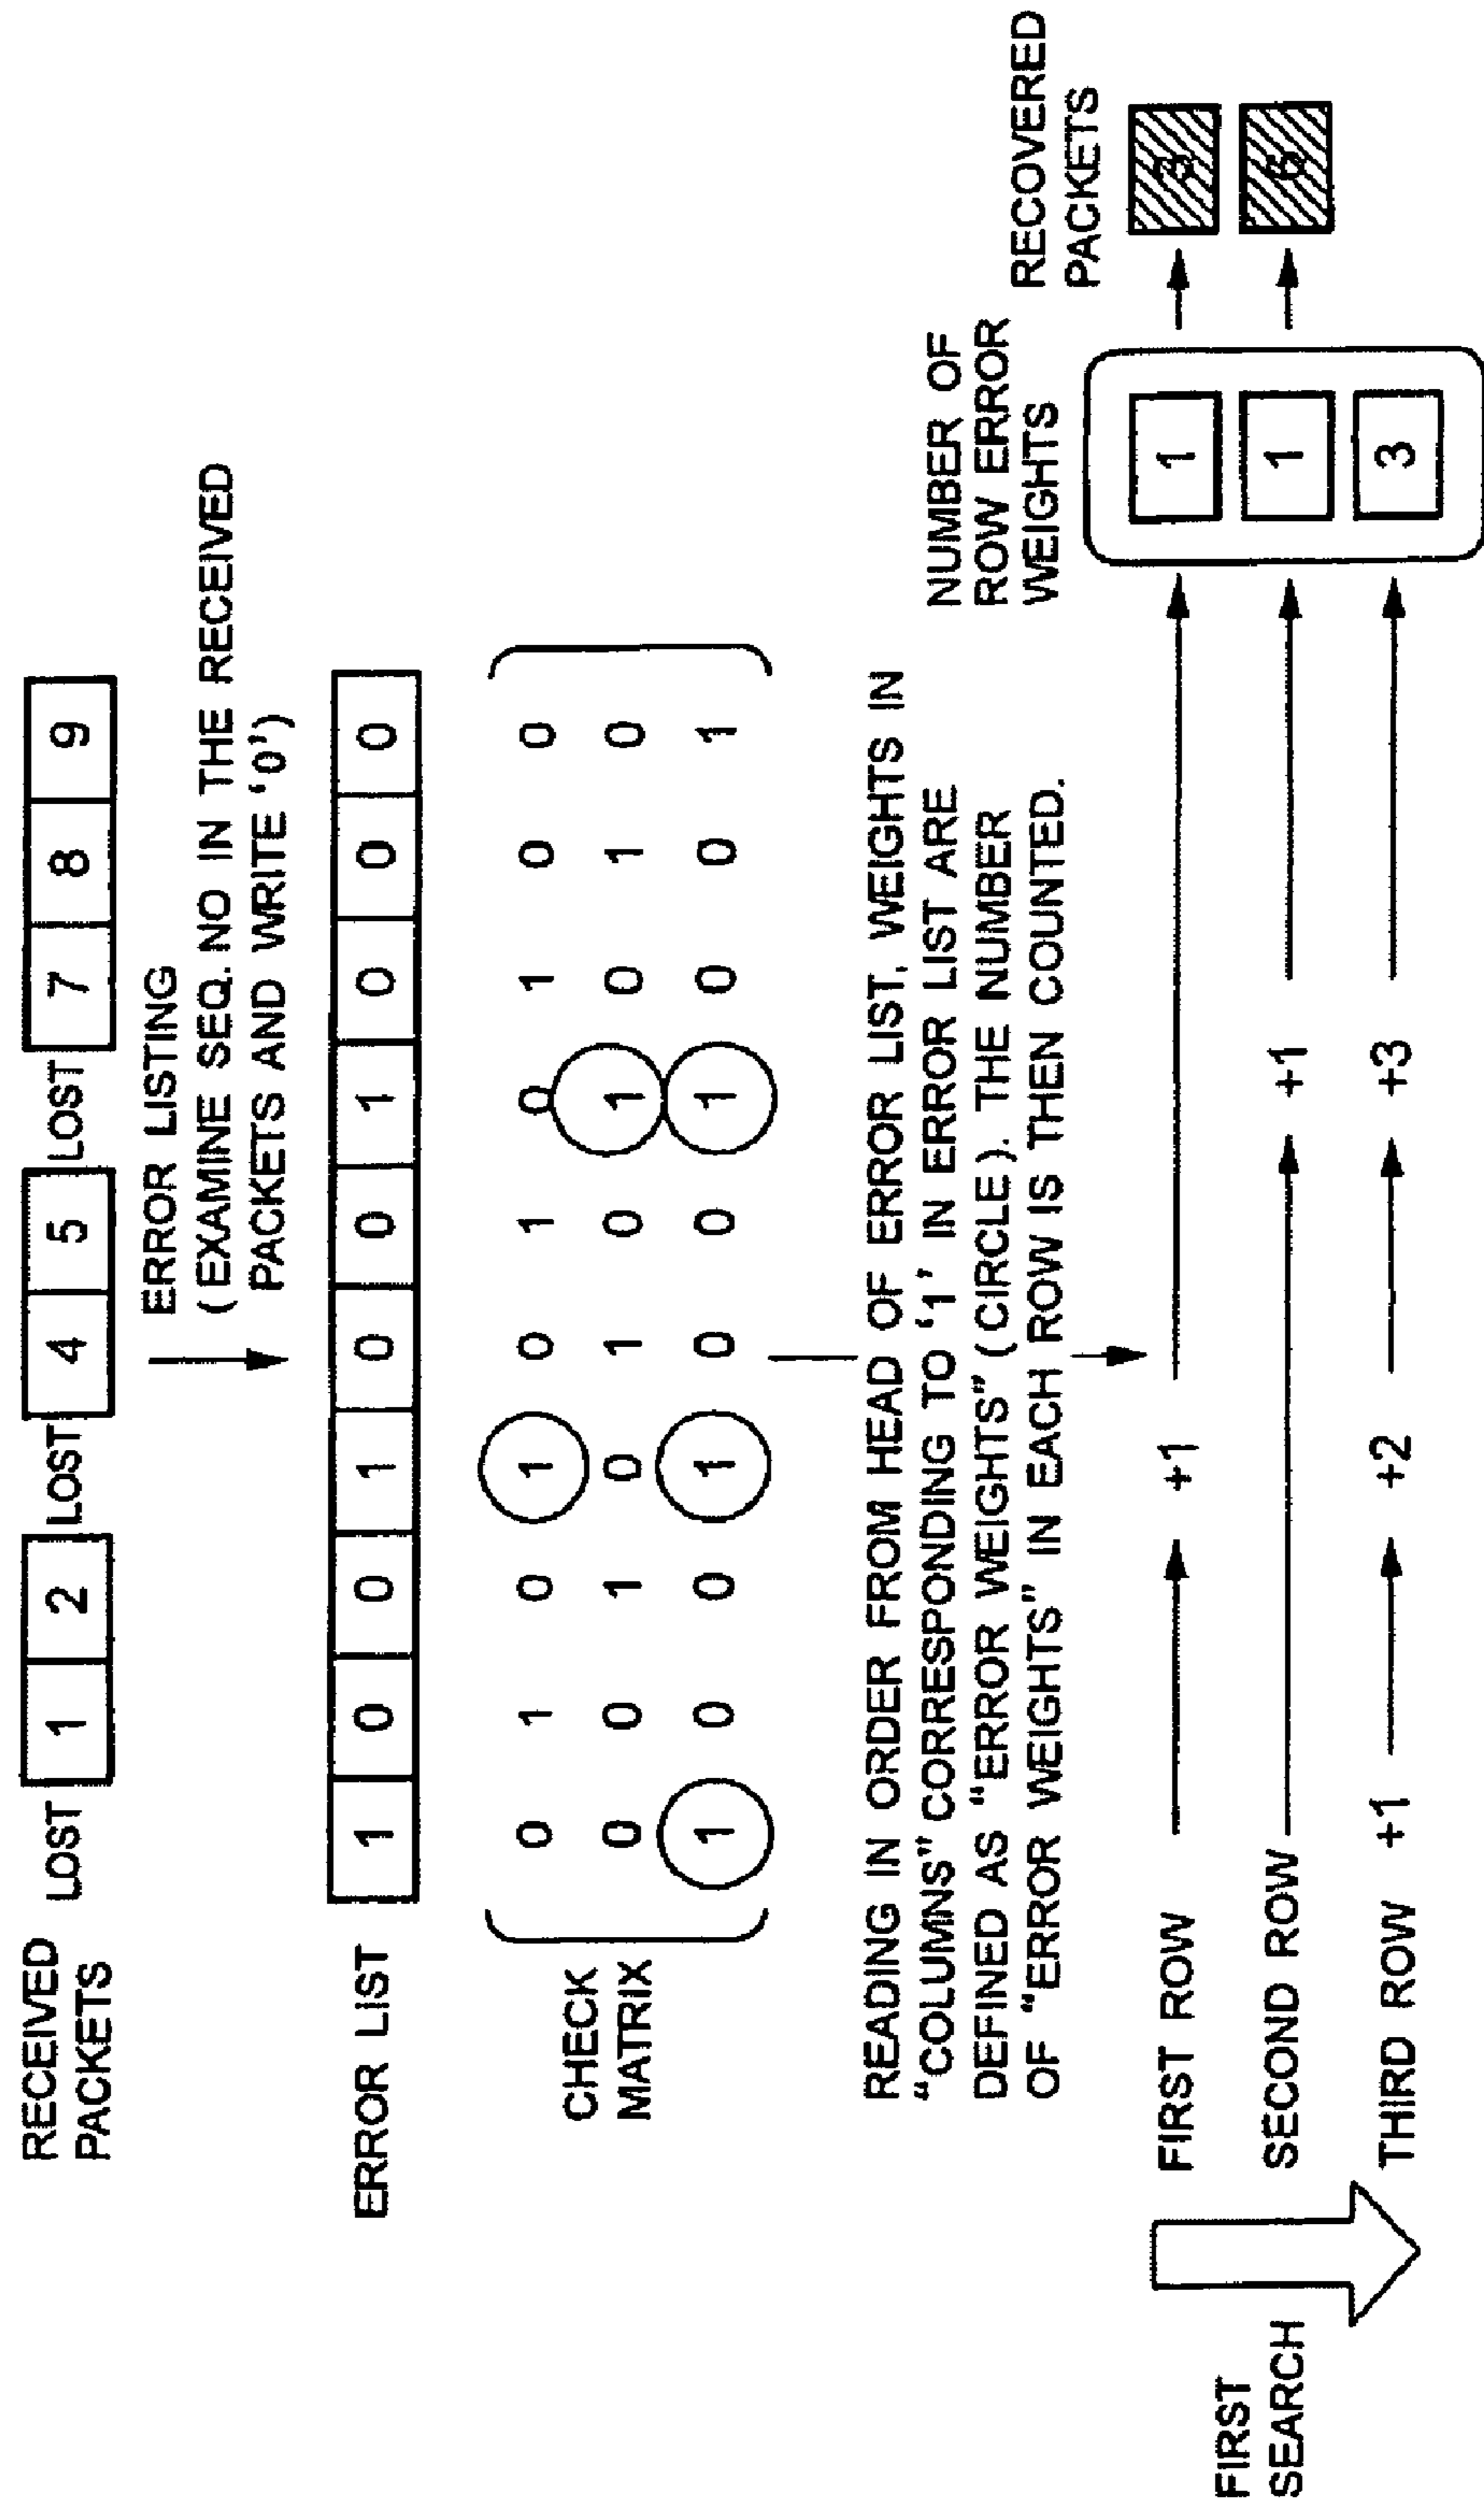 RECEIVED
PACKETS
LOST 1 2 LOST 4 5 LOST 7 8 9
ERROR LISTING
( EXAMINE SEQ. NO IN THE RECEIVED
PACKETS AND WRITE '0')
ERROR LIST 1 0 0 1 0 0 1 0 0 0
CHECK
MATRIX
0 1 0 1 0 1 0 1 0 0
0 0 1 0 1 0 1 0 1 0
1 0 0 1 0 0 1 0 0 1
READING IN ORDER FROM HEAD OF ERROR LIST. WEIGHTS IN
"COLUMNS" CORRESPONDING TO '1' IN ERROR LIST ARE
DEFINED AS "ERROR WEIGHTS" ( CIRCLE ). THE NUMBER
OF "ERROR WEIGHTS" IN EACH ROW IS THEN COUNTED.
NUMBER OF
ROW ERROR
WEIGHTS
RECOVERED
PACKETS
FIRST
SEARCH
FIRST ROW +1 1
SECOND ROW +1 1
THIRD ROW +1 +2 +3 3